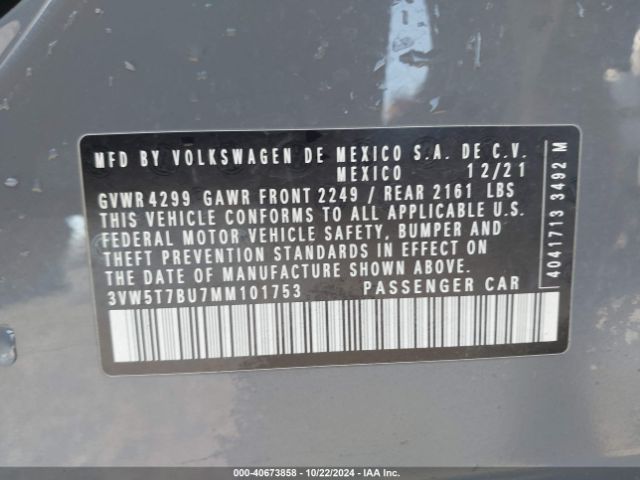 MFD BY VOLKSWAGEN DE MEXICO S.A. DE C.V.
MEXICO 12/21
GVWR 4299 GAWR FRONT 2249 / REAR 2161 LBS
THIS VEHICLE CONFORMS TO ALL APPLICABLE U.S.
FEDERAL MOTOR VEHICLE SAFETY, BUMPER AND
THEFT PREVENTION STANDARDS IN EFFECT ON
THE DATE OF MANUFACTURE SHOWN ABOVE.
3VW5T7BU7MM101753 PASSENGER CAR
4041713 3492 M
000-40673858 - 10/22/2024 - IAAI.com